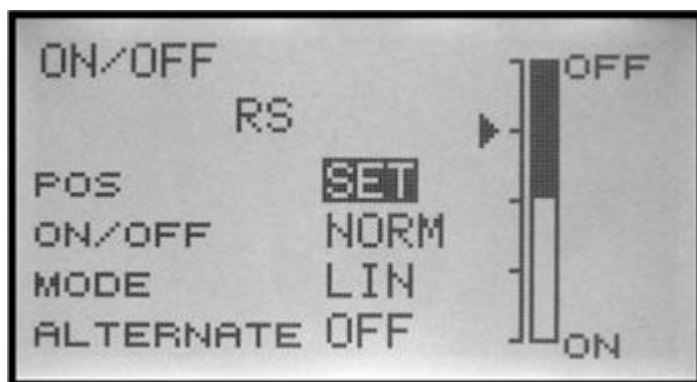 ON/OFF
OFF
RS
POS SET
ON/OFF NORM
MODE LIN
ALTERNATE OFF
ON